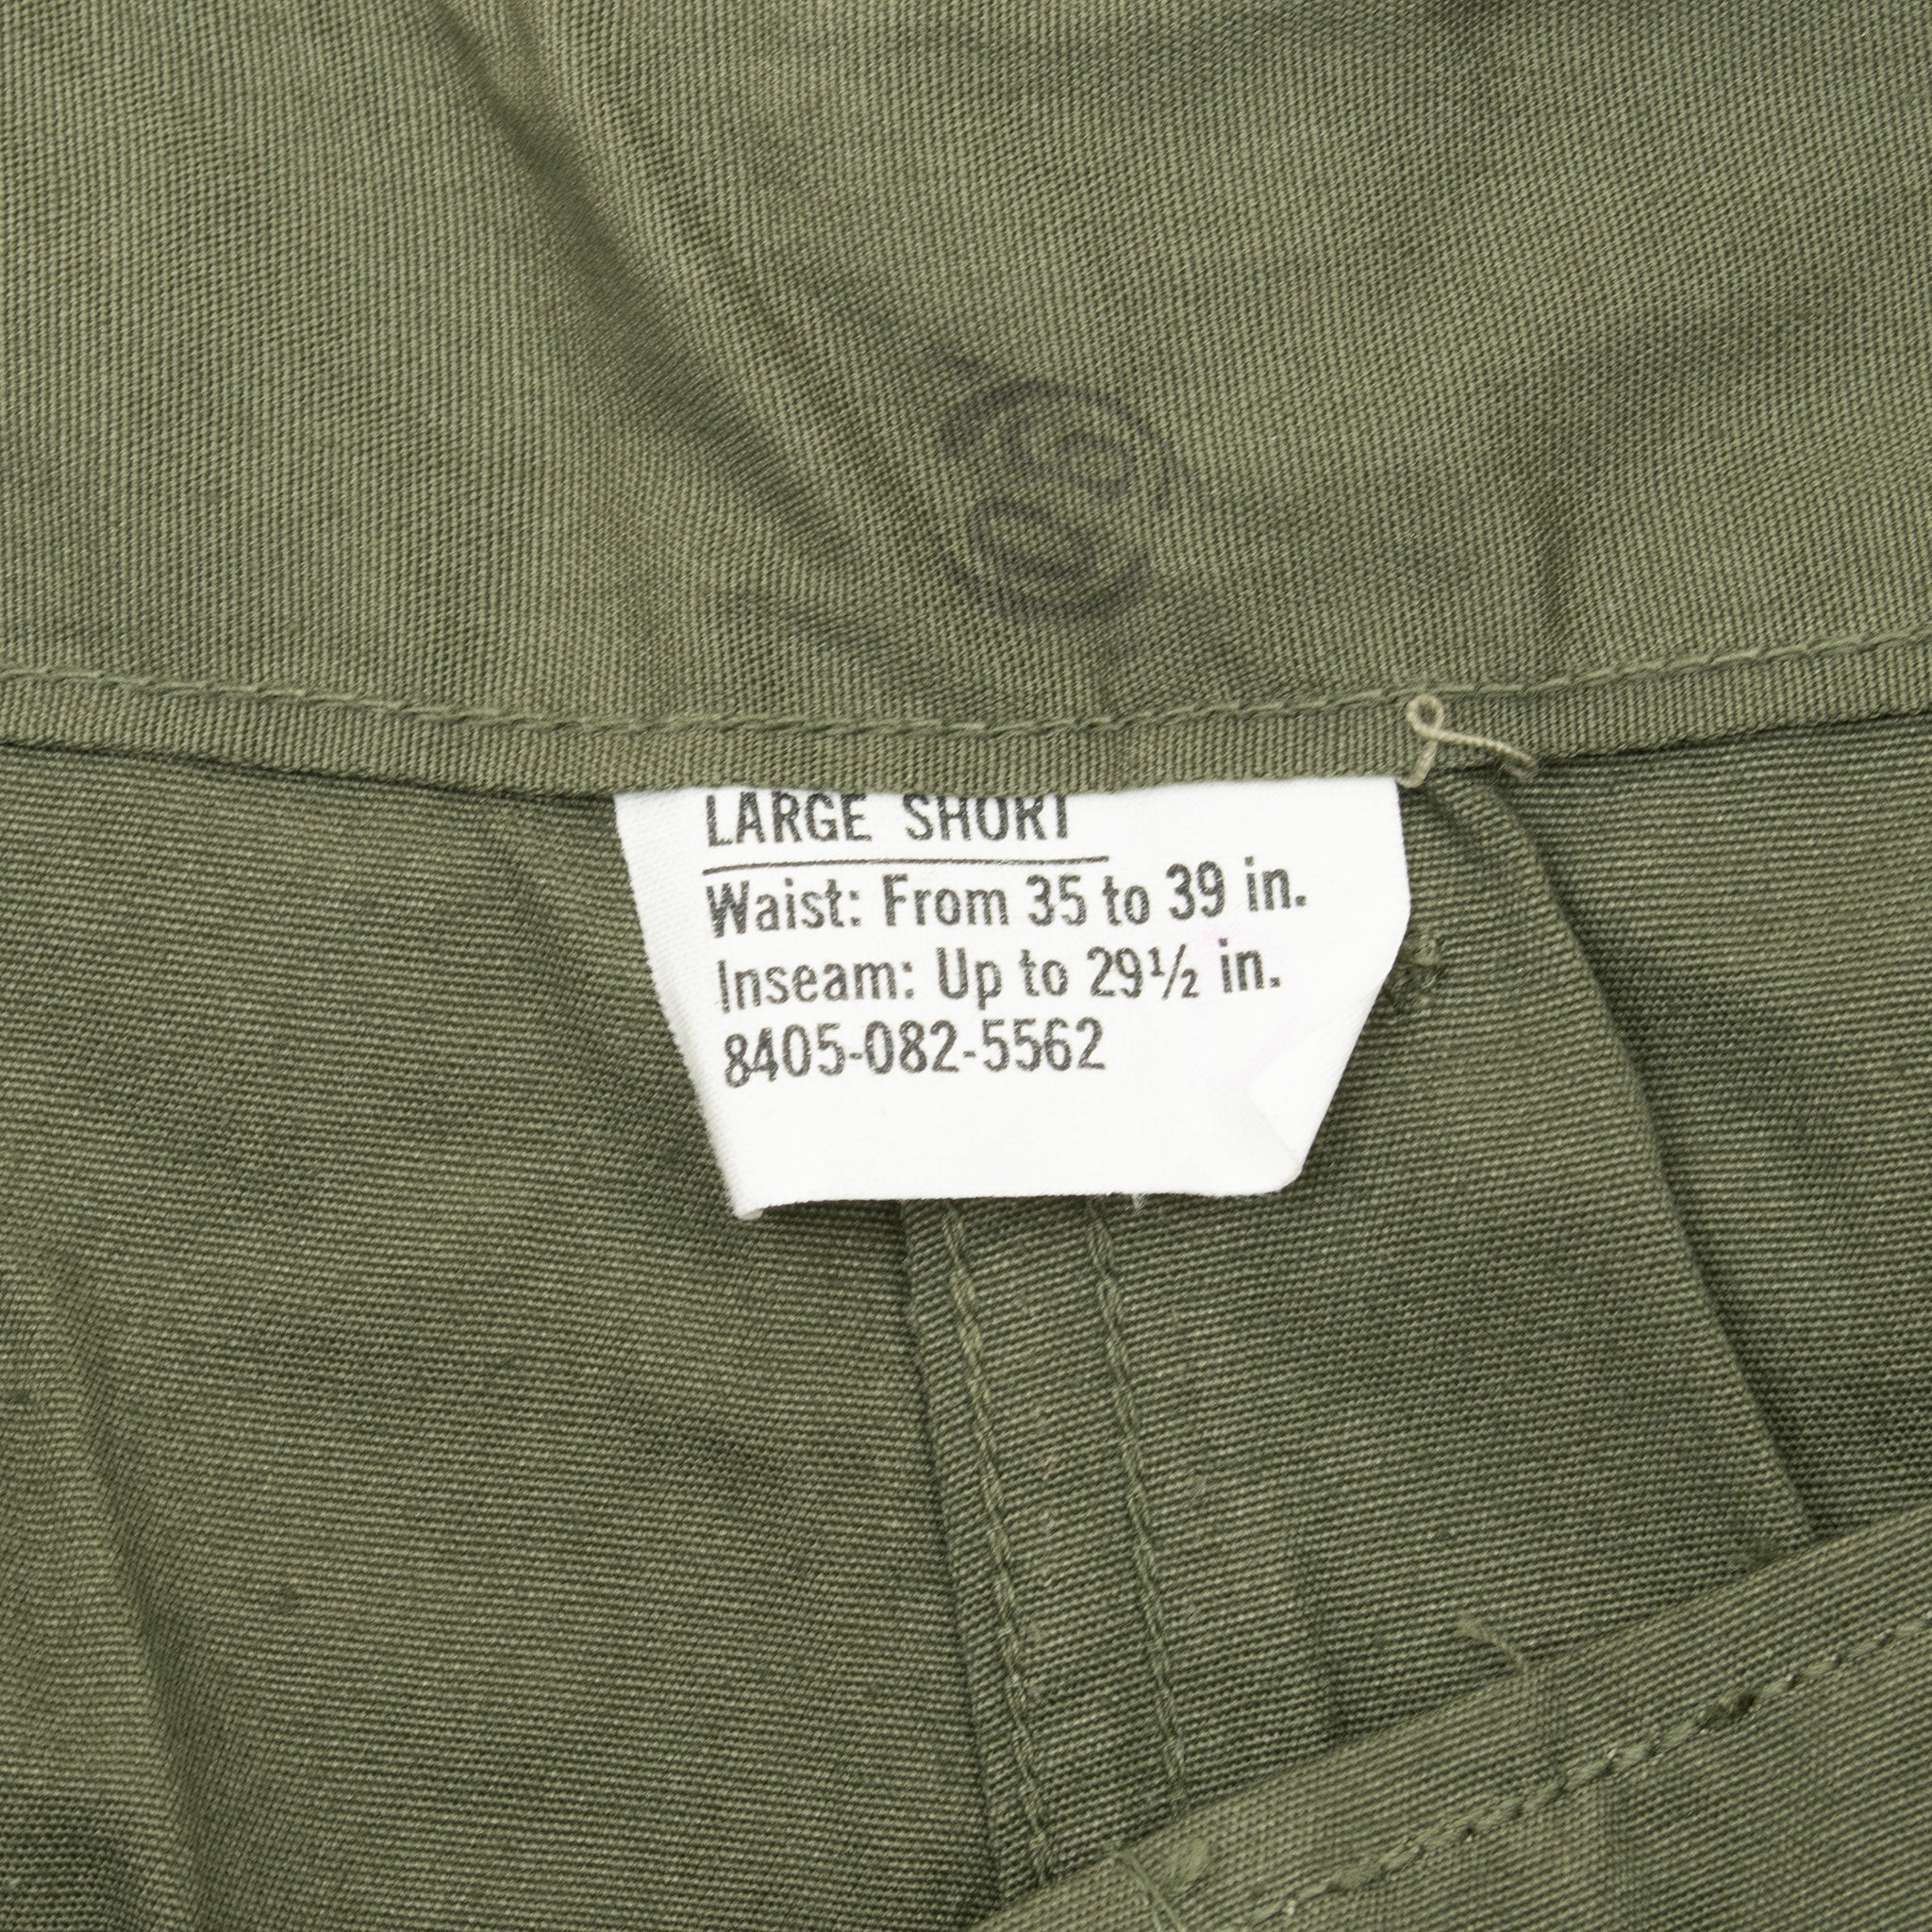 LARGE SHORT
Waist: From 35 to 39 in.
Inseam: Up to 29½ in.
8405-082-5562